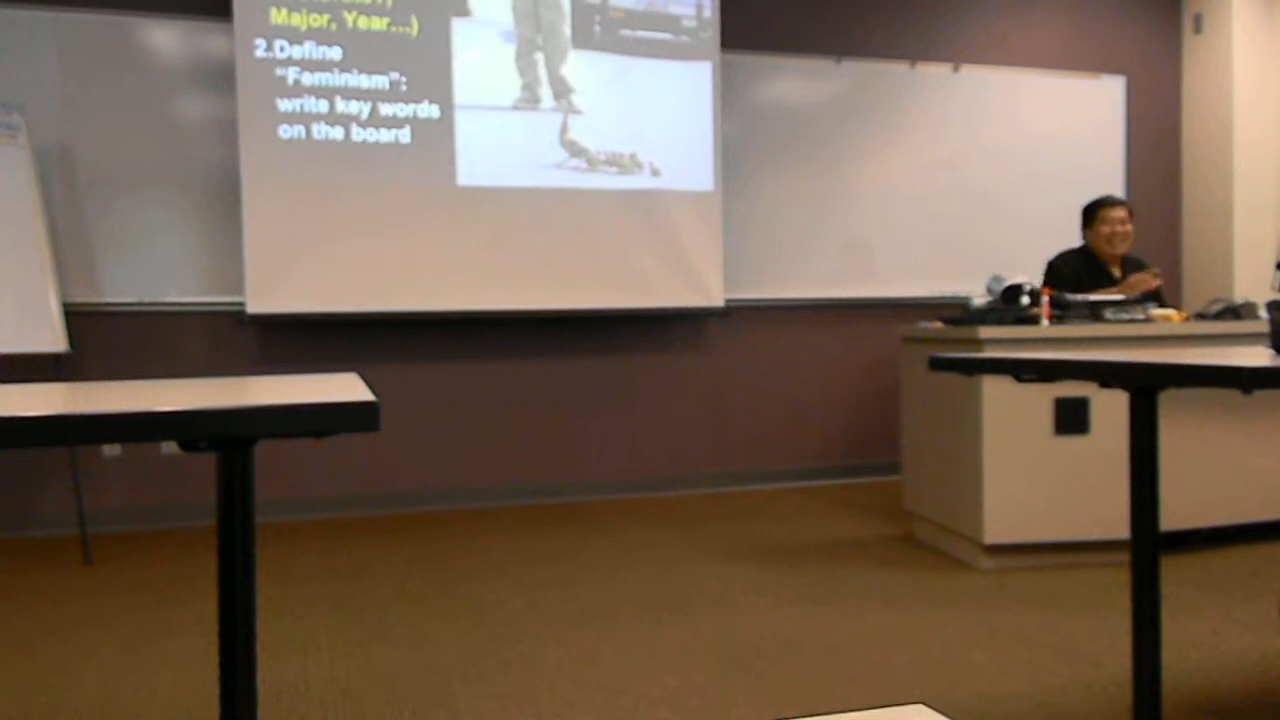 Major, Year...)
2.Define
"Feminism":
write key words
on the board